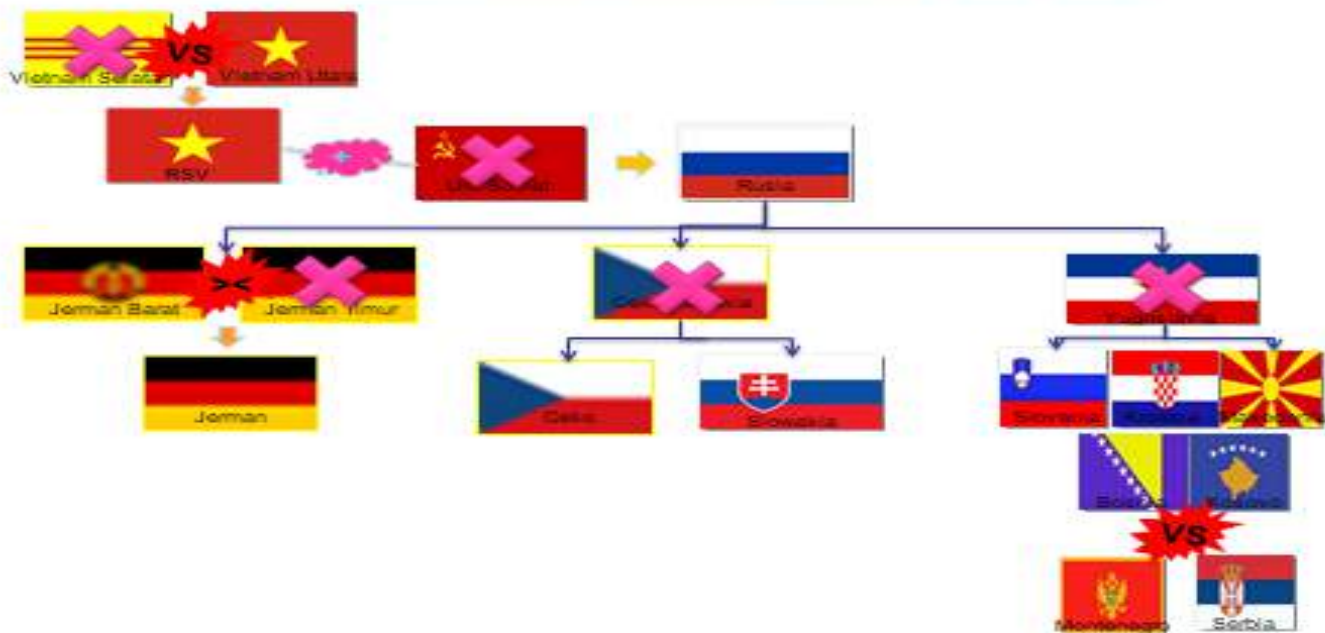 VS
Vietnam Selatan
Vietnam Utara
RSV
Rusia
><
Jerman Barat
Jerman Timur
Jerman
Ceko
Slowakia
Slovenia
Bosnia
Kosovo
VS
Montenegro
Serbia